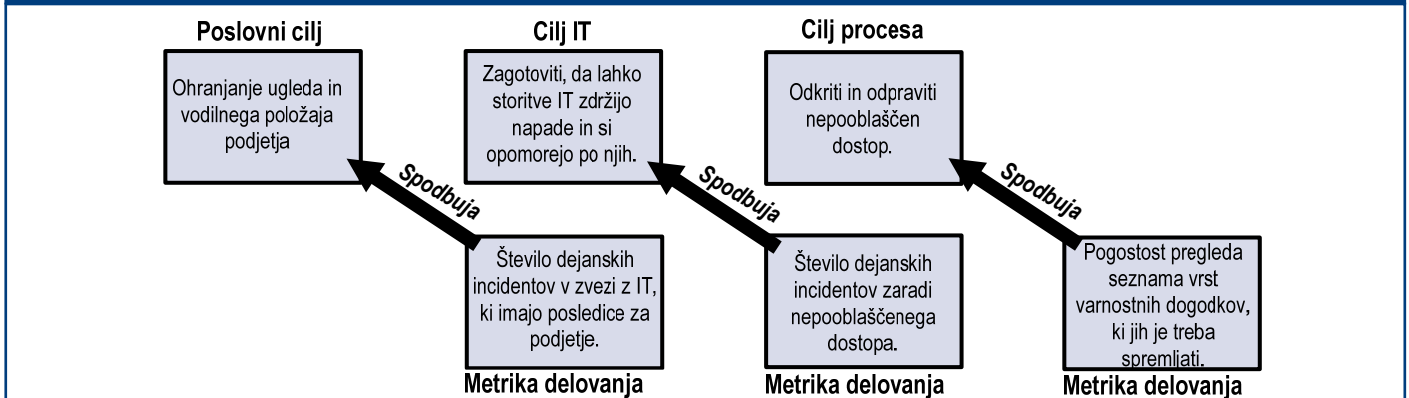 Poslovni cilj
Ohranjanje ugleda in
vodilnega položaja
podjetja
Cilj IT
Zagotoviti, da lahko
storitve IT zdržijo
napade in si
opomorejo po njih.
Cilj procesa
Odkriti in odpraviti
nepooblaščen
dostop.
Spodbuja
Spodbuja
Spodbuja
Število dejanskih
incidentov v zvezi z IT,
ki imajo posledice za
podjetje.
Metrika delovanja
Število dejanskih
incidentov zaradi
nepooblaščenega
dostopa.
Metrika delovanja
Pogostost pregleda
seznama vrst
varnostnih dogodkov,
ki jih je treba
spremljati.
Metrika delovanja